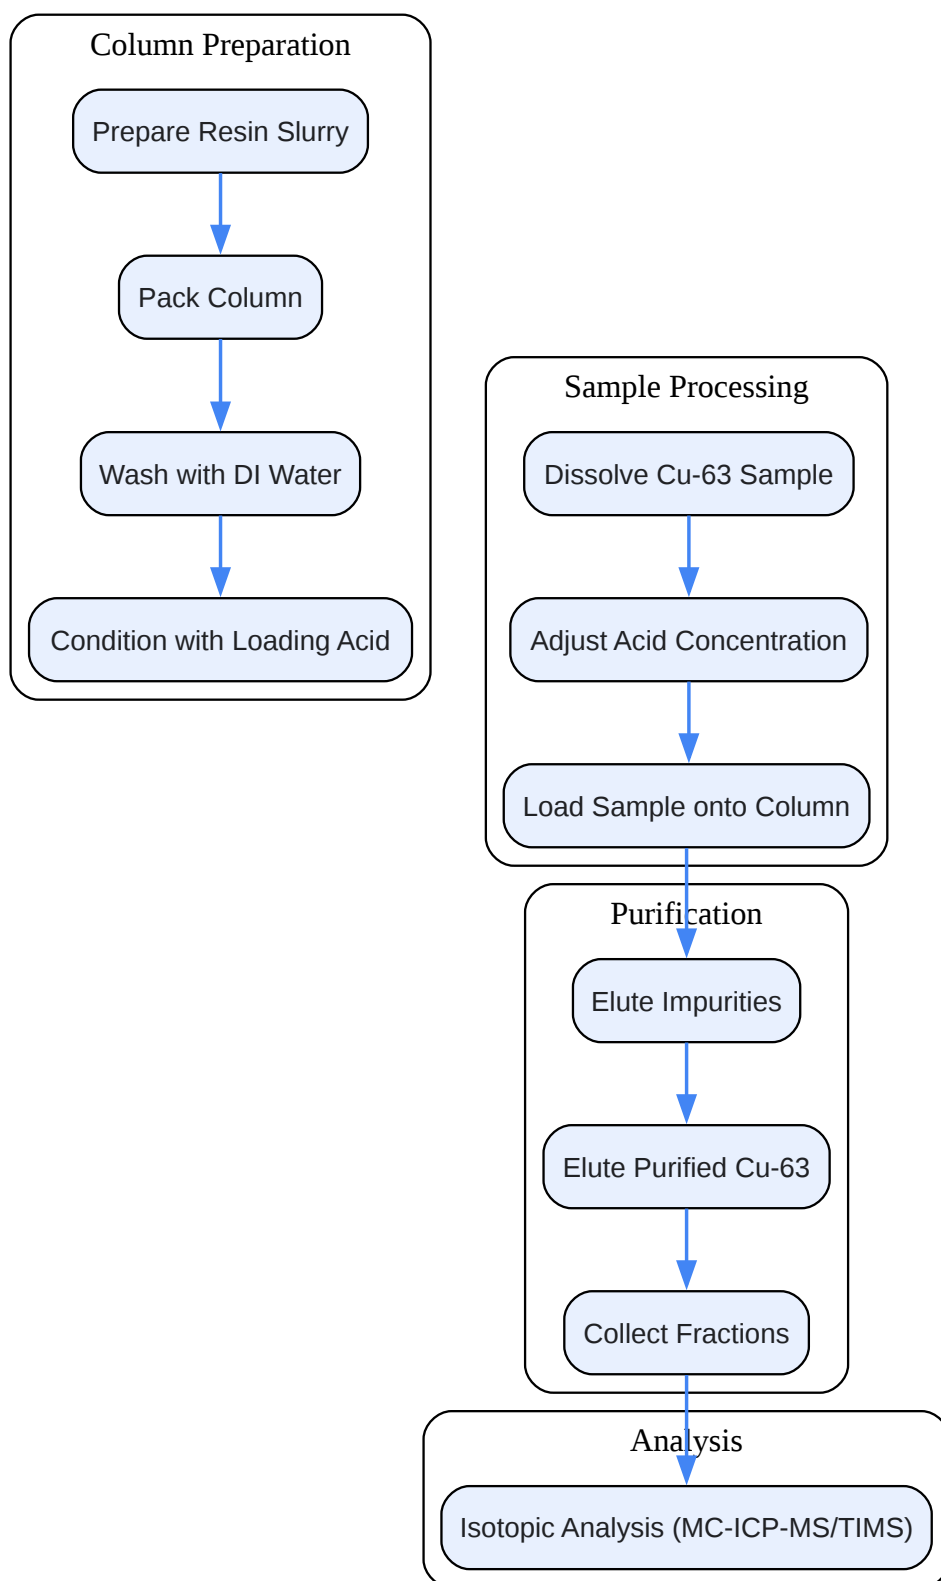 Column Preparation
Prepare Resin Slurry
Pack Column
Wash with DI Water
Condition with Loading Acid
Sample Processing
Dissolve Cu-63 Sample
Adjust Acid Concentration
Load Sample onto Column
Purification
Elute Impurities
Elute Purified Cu-63
Collect Fractions
Analysis
Isotopic Analysis (MC-ICP-MS/TIMS)